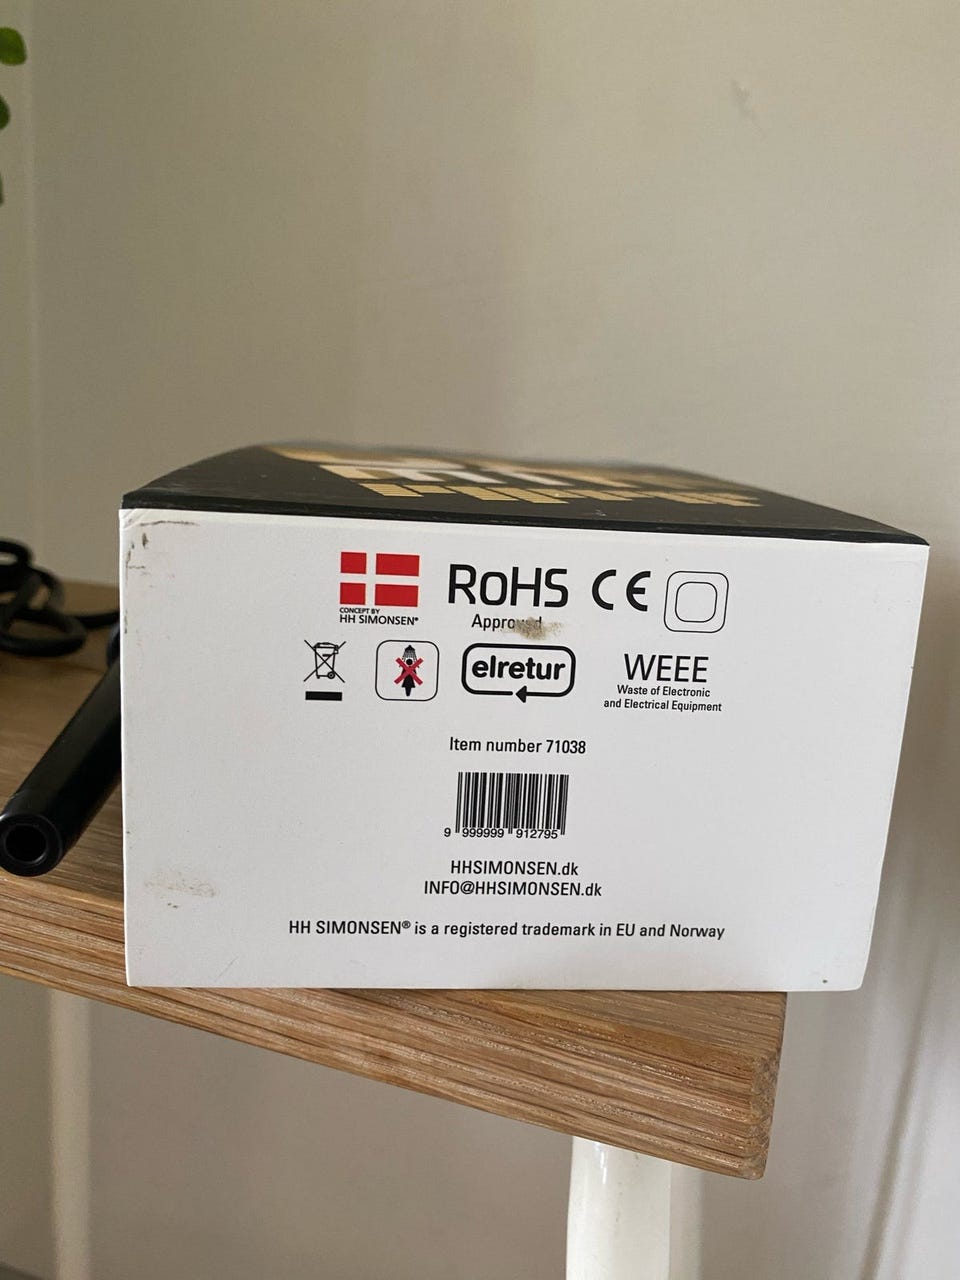 CONCEPT BY
HH SIMONSEN®
RoHS
Approved
CE
elretur
WEEE
Waste of Electronic
and Electrical Equipment
Item number 71038
9 999999 912795
HHSIMONSEN.dk
INFO@HHSIMONSEN.dk
HH SIMONSEN® is a registered trademark in EU and Norway